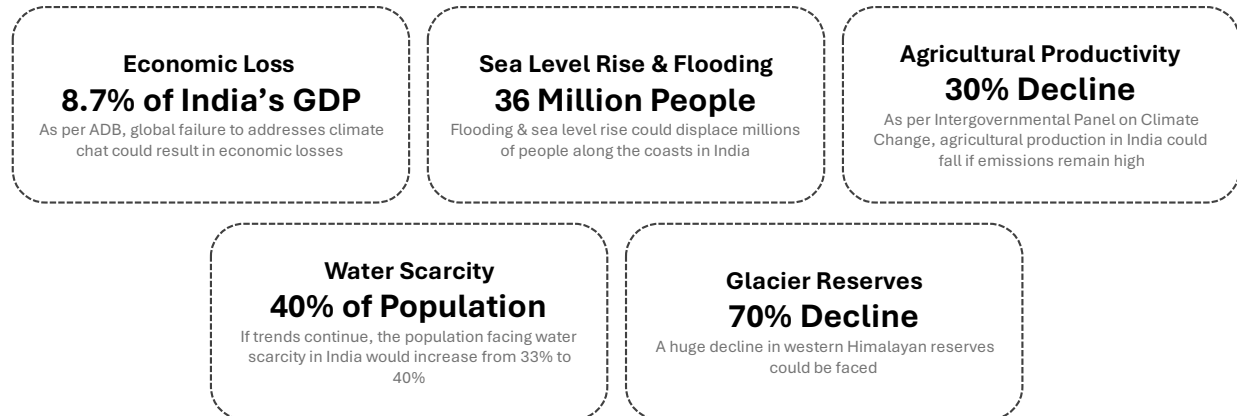 Economic Loss
8.7% of India’s GDP
As per ADB, global failure to addresses climate
chat could result in economic losses
Sea Level Rise & Flooding
36 Million People
Flooding & sea level rise could displace millions
of people along the coasts in India
Agricultural Productivity
30% Decline
As per Intergovernmental Panel on Climate
Change, agricultural production in India could
fall if emissions remain high
Water Scarcity
40% of Population
If trends continue, the population facing water
scarcity in India would increase from 33% to
40%
Glacier Reserves
70% Decline
A huge decline in western Himalayan reserves
could be faced